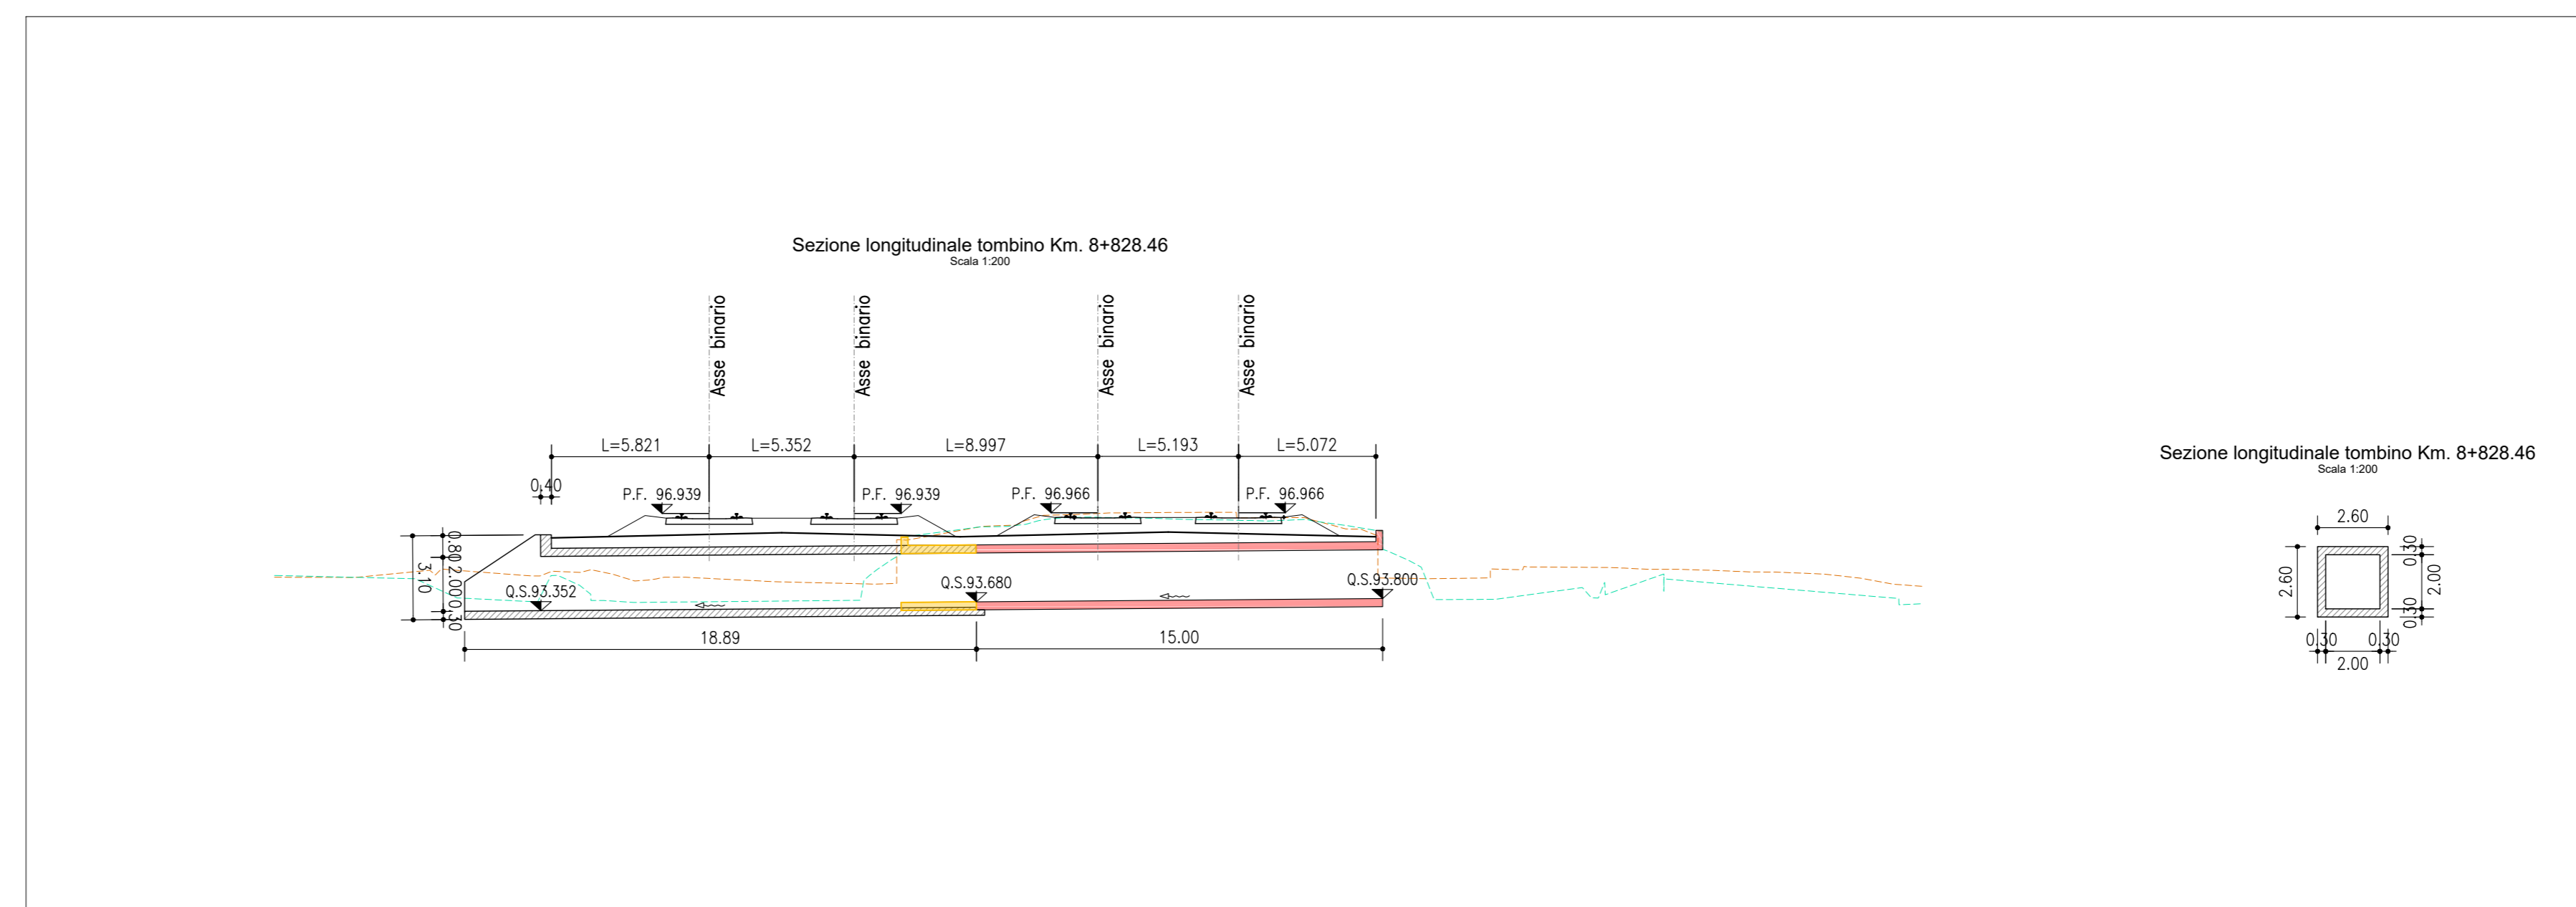 Sezione longitudinale tombino Km. 8+828.46
Scala 1:200
Asse binario
Asse binario
Asse binario
Asse binario
L=5.821
L=5.352
L=8.997
L=5.193
L=5.072
0.40
P.F. 96.939
P.F. 96.939
P.F. 96.966
P.F. 96.966
0.80
2.00
0.30
3.10
Q.S.93.352
Q.S.93.680
Q.S.93.800
18.89
15.00
Sezione longitudinale tombino Km. 8+828.46
Scala 1:200
2.60
2.60
0.30
2.00
0.30
0.30
0.30
2.00